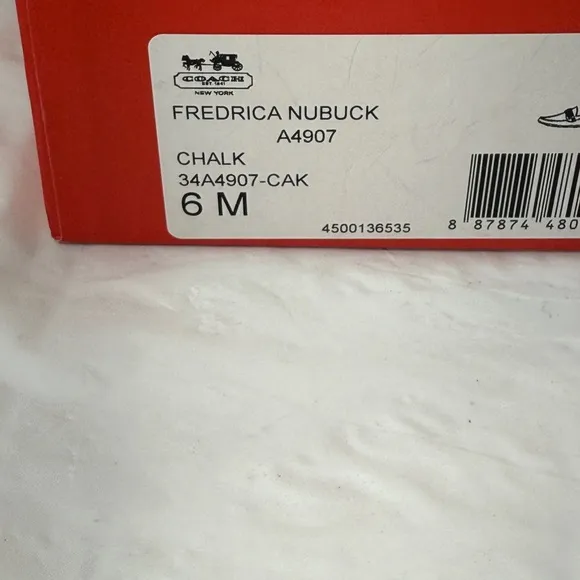 COACH
EST. 1941
NEW YORK
FREDRICA NUBUCK
A4907
CHALK
34A4907-CAK
6 M
4500136535
8 87874 480